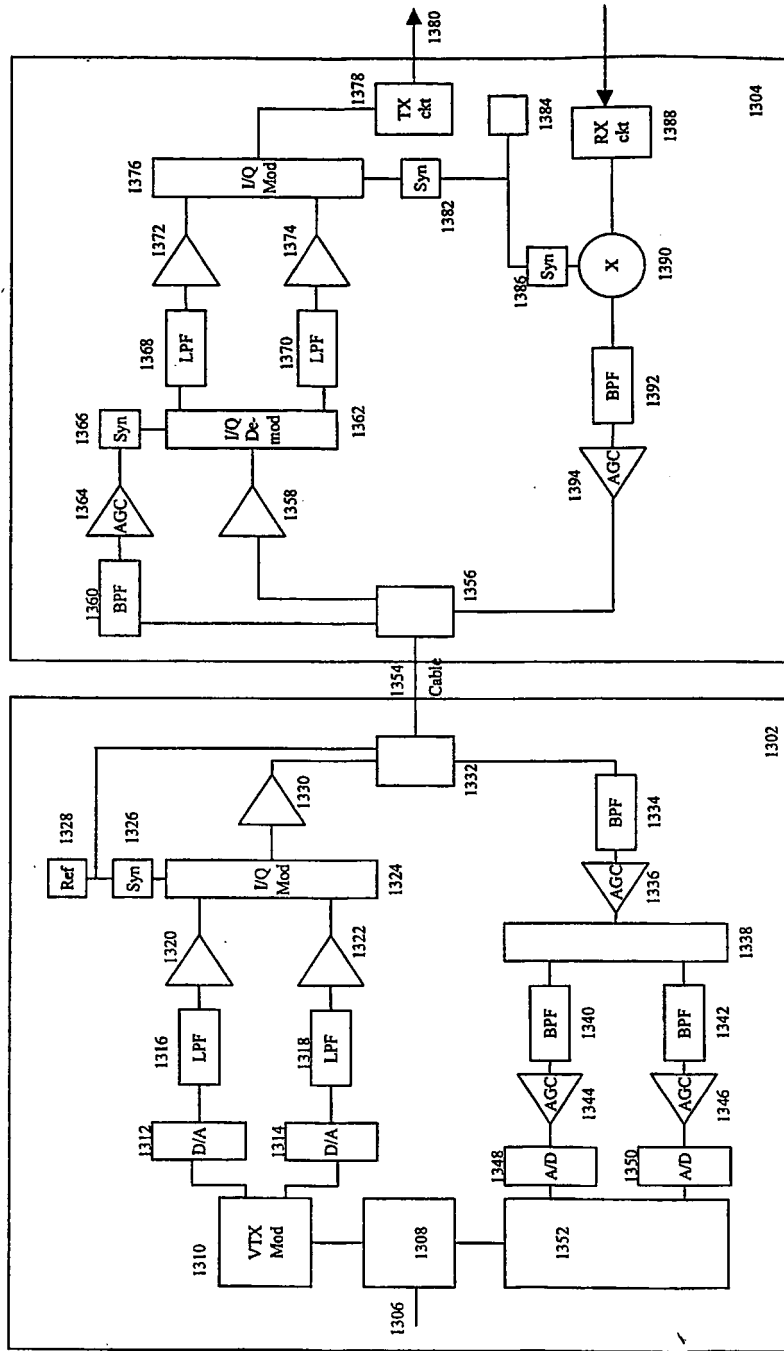 1328
Ref
1326
Syn
1320
1316
LPF
1312
D/A
1310
VTX
Mod
1324
I/Q
Mod
1330
1322
1318
LPF
1314
D/A
1306
1308
1332
1334
BPF
1336
AGC
1338
1340
BPF
1344
AGC
1348
A/D
1342
BPF
1346
AGC
1350
A/D
1352
1302
1354
Cable
1356
1360
BPF
1364
AGC
1366
Syn
1358
1362
I/Q
De-
mod
1368
LPF
1370
LPF
1372
1374
1376
I/Q
Mod
1378
TX
ckt
1380
1382
Syn
1384
1386
Syn
1388
RX
ckt
1390
X
1392
BPF
1394
AGC
1304